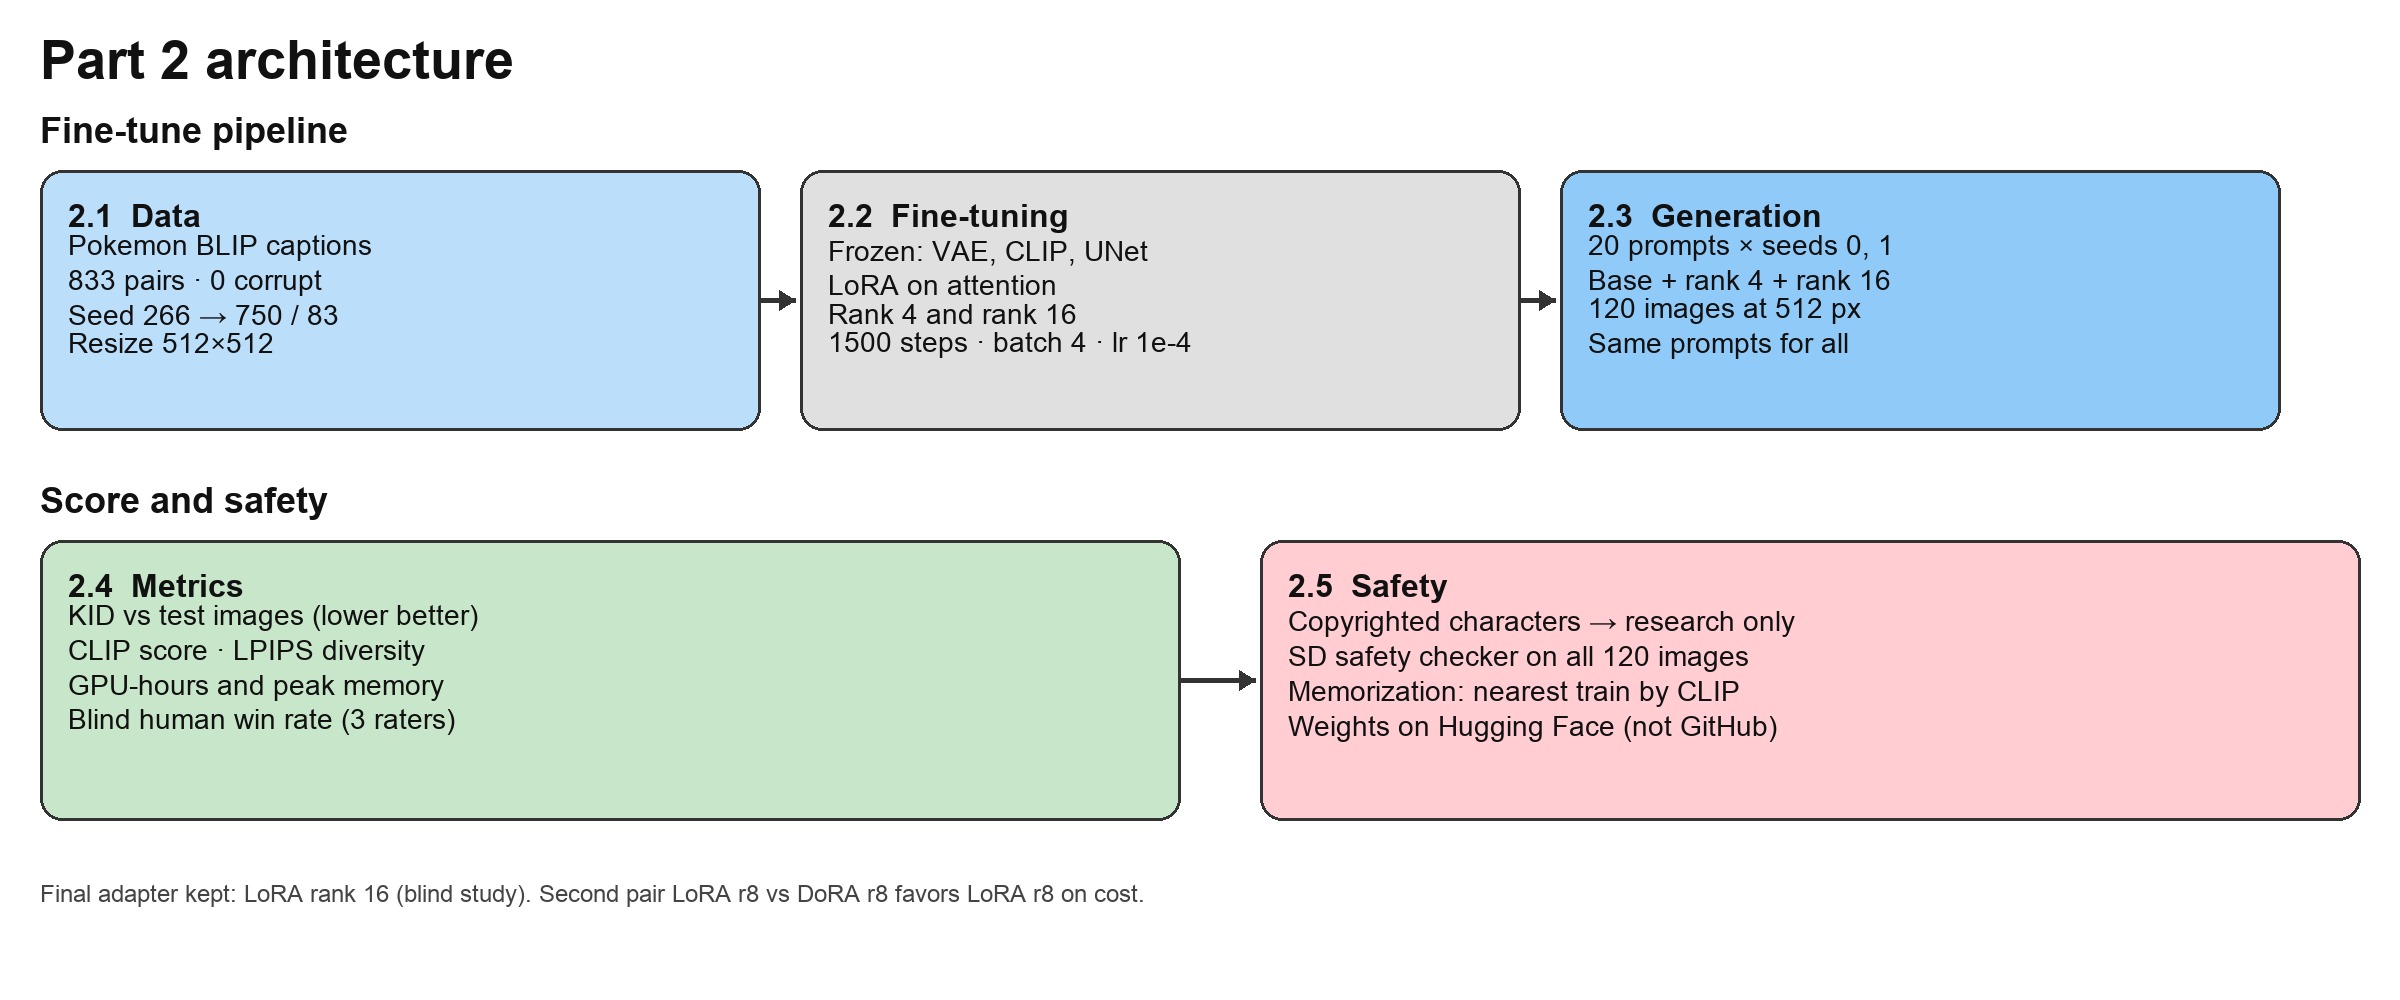 Part 2 architecture
Fine-tune pipeline
2.1 Data
Pokemon BLIP captions
833 pairs · 0 corrupt
Seed 266 → 750 / 83
Resize 512×512
2.2 Fine-tuning
Frozen: VAE, CLIP, UNet
LoRA on attention
Rank 4 and rank 16
1500 steps · batch 4 · lr 1e-4
2.3 Generation
20 prompts × seeds 0, 1
Base + rank 4 + rank 16
120 images at 512 px
Same prompts for all
Score and safety
2.4 Metrics
KID vs test images (lower better)
CLIP score · LPIPS diversity
GPU-hours and peak memory
Blind human win rate (3 raters)
2.5 Safety
Copyrighted characters → research only
SD safety checker on all 120 images
Memorization: nearest train by CLIP
Weights on Hugging Face (not GitHub)
Final adapter kept: LoRA rank 16 (blind study). Second pair LoRA r8 vs DoRA r8 favors LoRA r8 on cost.